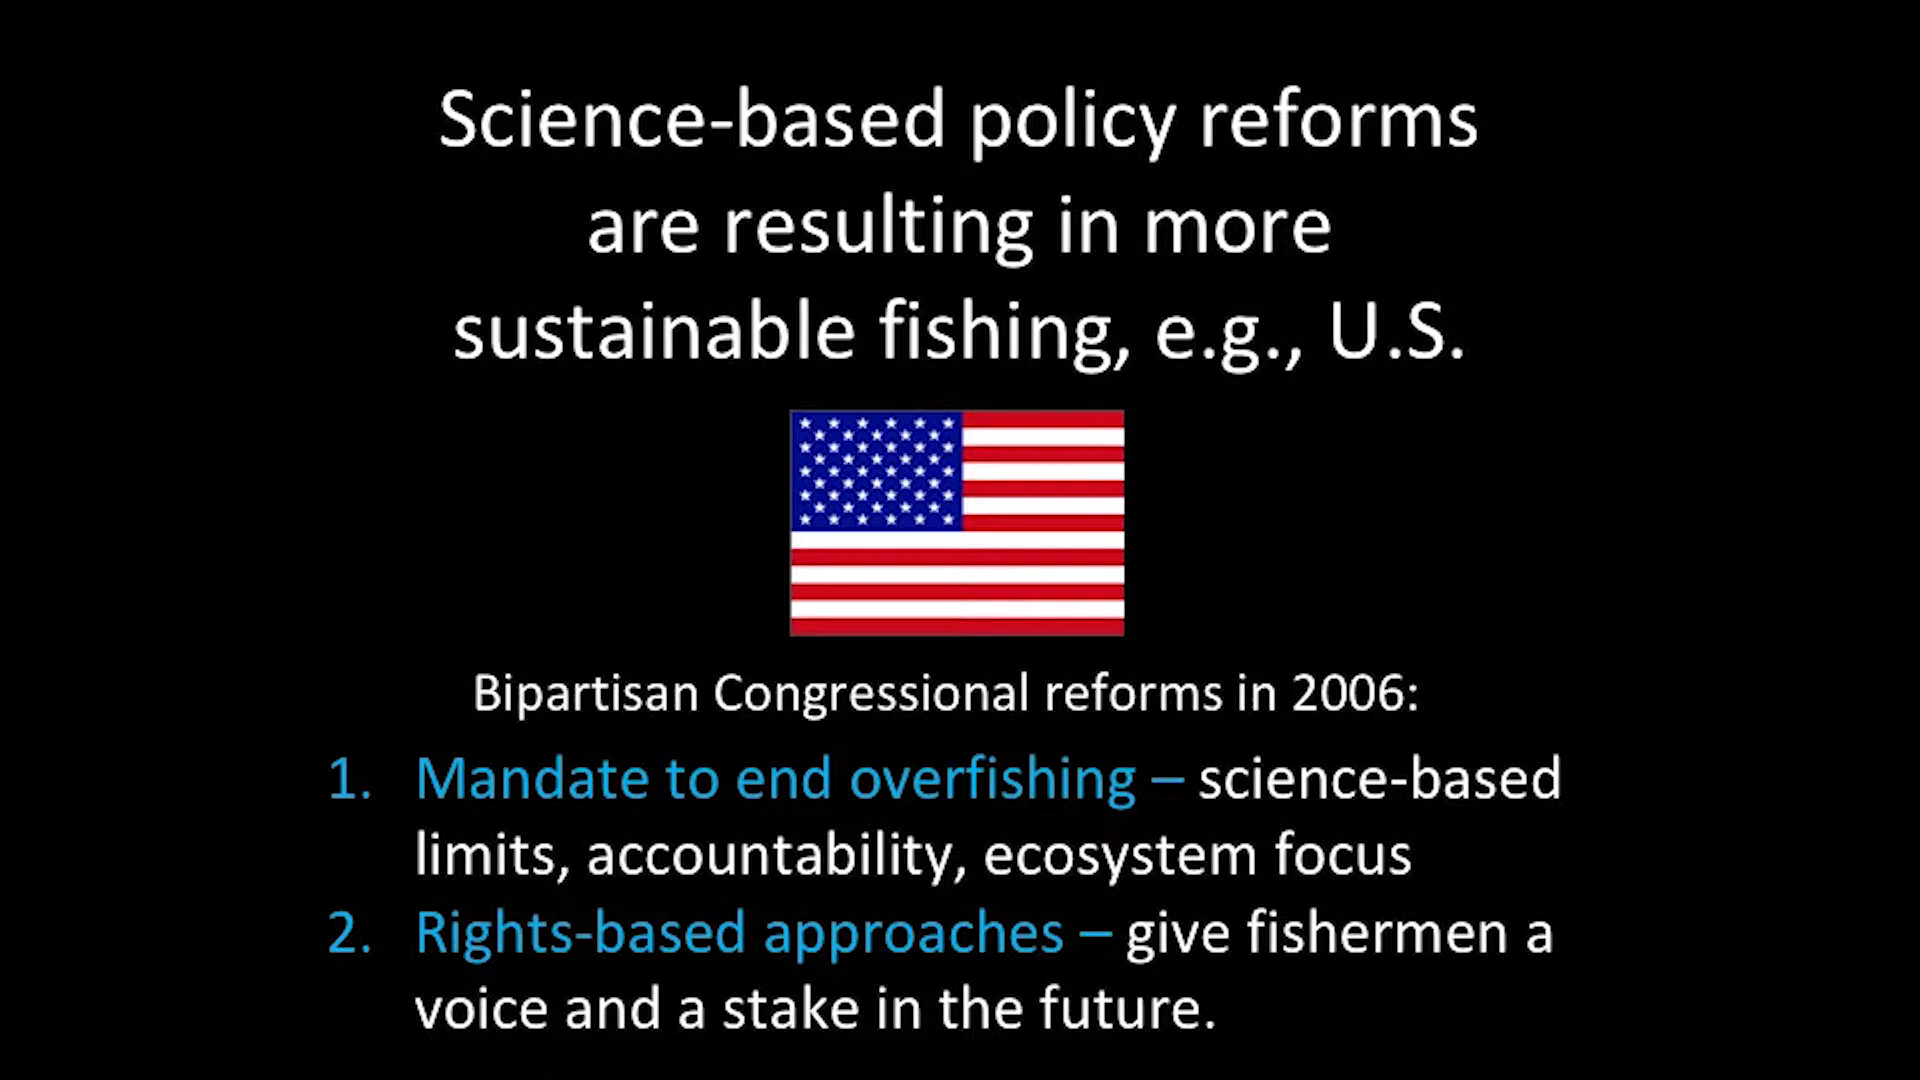 Science-based policy reforms
are resulting in more
sustainable fishing, e.g., U.S.
Bipartisan Congressional reforms in 2006:
1. Mandate to end overfishing – science-based
limits, accountability, ecosystem focus
2. Rights-based approaches – give fishermen a
voice and a stake in the future.